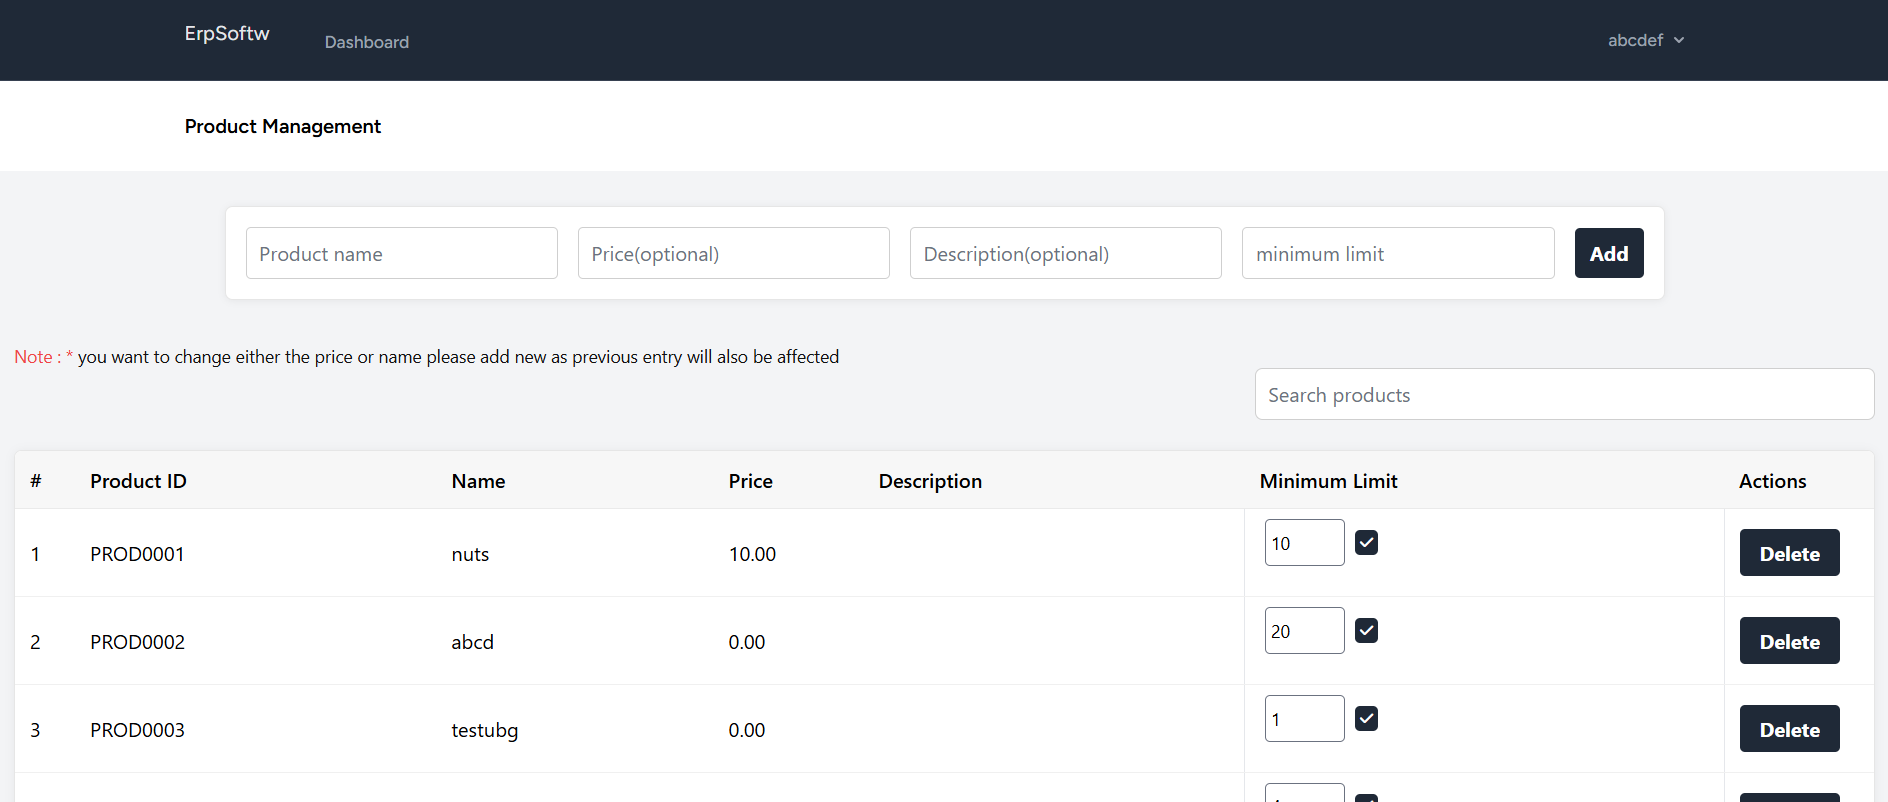 ErpSoftw
Dashboard
abcdef
Product Management
Product name
Price(optional)
Description(optional)
minimum limit
Add
Note : * you want to change either the price or name please add new as previous entry will also be affected
Search products
# Product ID Name Price Description Minimum Limit Actions
1 PROD0001 nuts 10.00 10 Delete
2 PROD0002 abcd 0.00 20 Delete
3 PROD0003 testubg 0.00 1 Delete